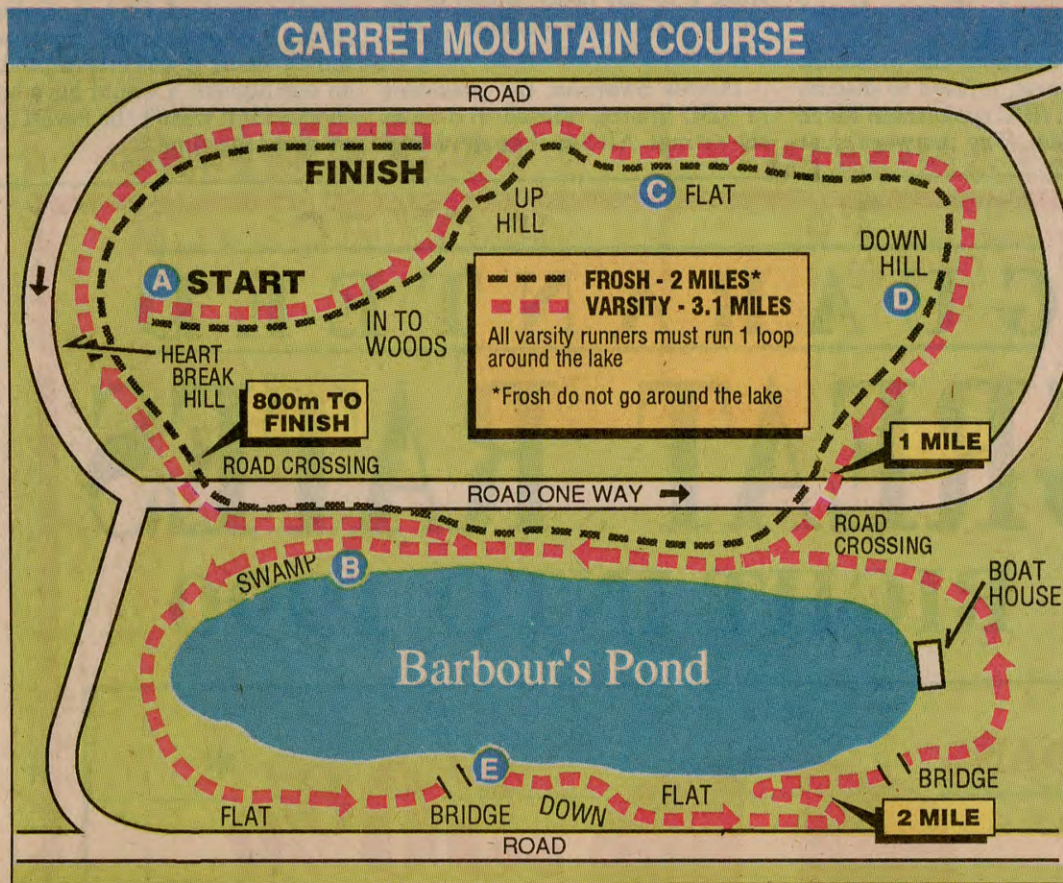 GARRET MOUNTAIN COURSE
ROAD
FINISH
UP
HILL
C FLAT
DOWN
HILL
D
A START
IN TO
WOODS
FROSH - 2 MILES*
VARSITY - 3.1 MILES
All varsity runners must run 1 loop
around the lake
*Frosh do not go around the lake
HEART
BREAK
HILL
800m TO
FINISH
ROAD CROSSING
1 MILE
ROAD ONE WAY
ROAD
CROSSING
SWAMP
B
BOAT
HOUSE
Barbour's Pond
E
FLAT
BRIDGE
DOWN
FLAT
BRIDGE
2 MILE
ROAD